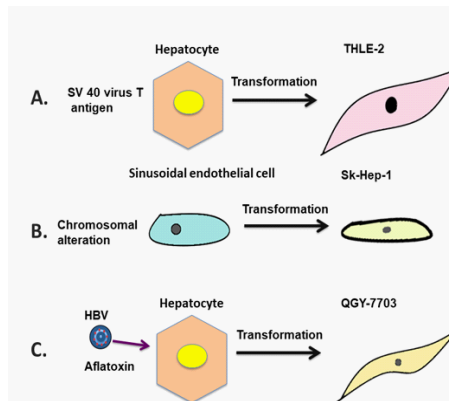 Hepatocyte
THLE-2
A.
SV 40 virus T
antigen
Transformation
Sinusoidal endothelial cell
Sk-Hep-1
B.
Chromosomal
alteration
Transformation
Hepatocyte
QGY-7703
HBV
C.
Aflatoxin
Transformation